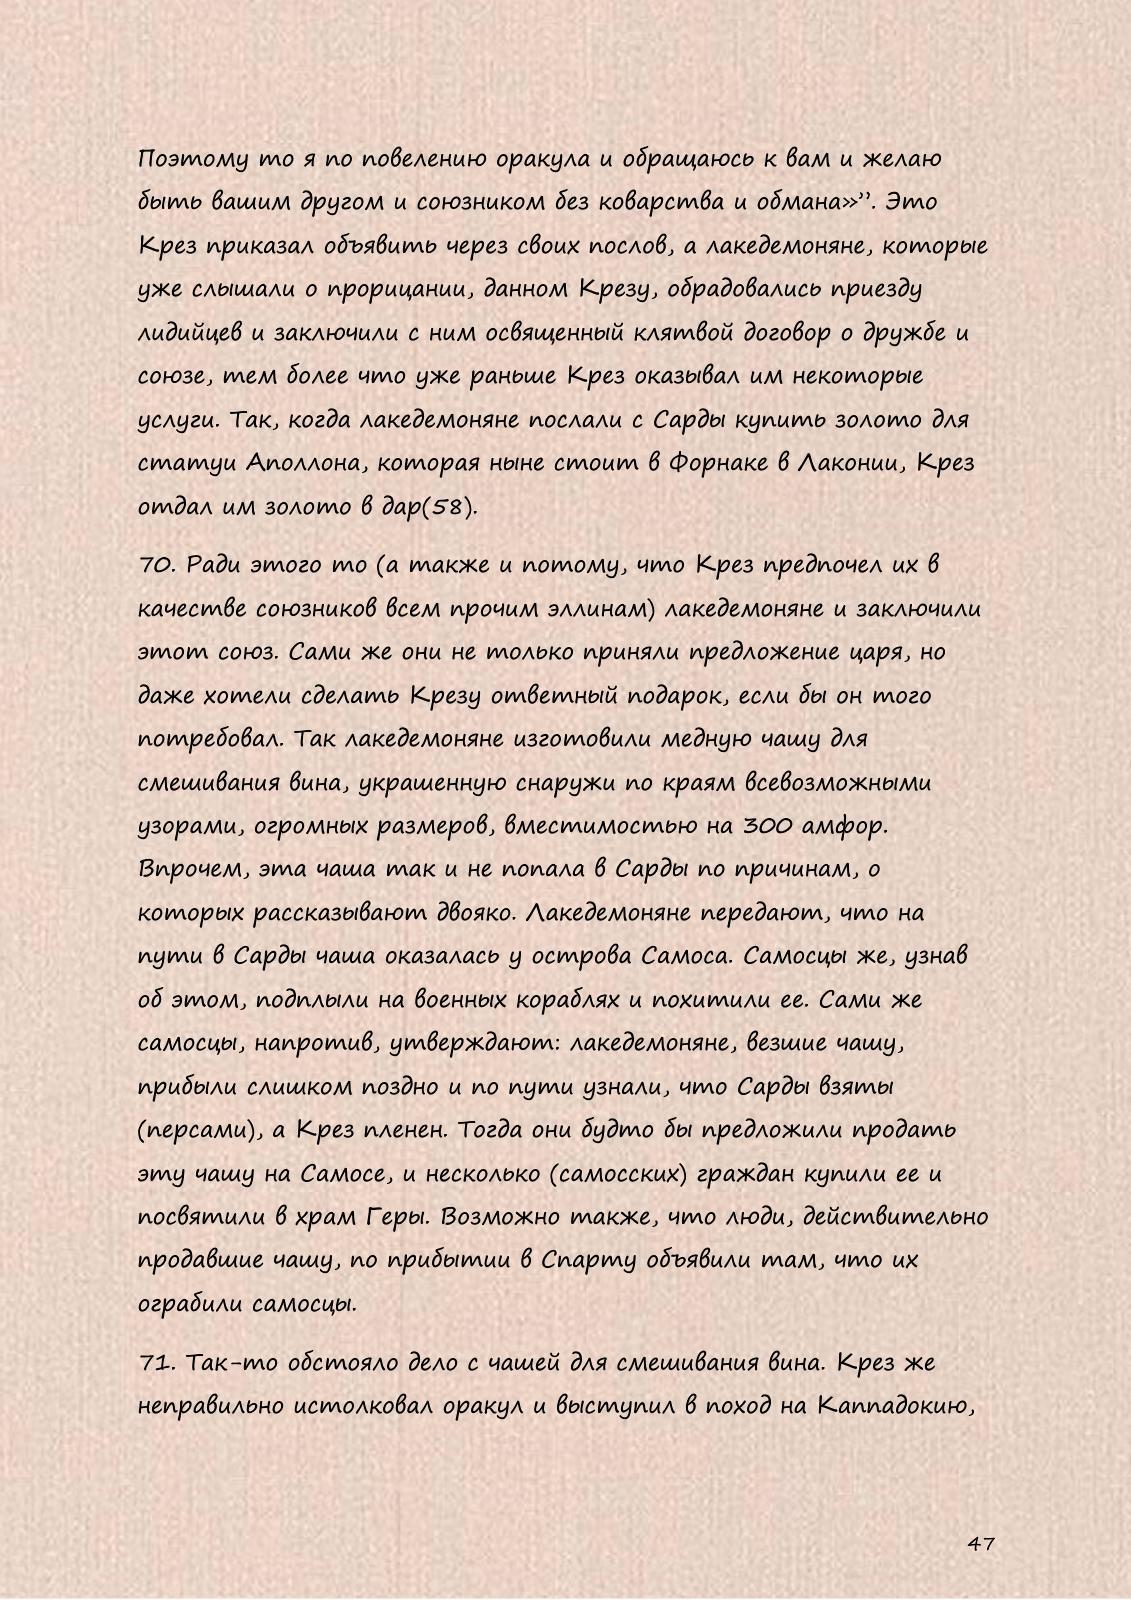 Поэтому то я по повелению оракула и обращаюсь к вам и желаю
быть вашим другом и союзником без коварства и обмана»”. Это
Крез приказал объявить через своих послов, а лакедемоняне, которые
уже слышали о прорицании, данном Крезу, обрадовались приезду
лидийцев и заключили с ним освященный клятвой договор о дружбе и
союзе, тем более что уже раньше Крез оказывал им некоторые
услуги. Так, когда лакедемоняне послали с Сарды купить золото для
статуи Аполлона, которая ныне стоит в Форнаке в Лаконии, Крез
отдал им золото в дар(58).
70. Ради этого то (а также и потому, что Крез предпочел их в
качестве союзников всем прочим эллинам) лакедемоняне и заключили
этот союз. Сами же они не только приняли предложение царя, но
даже хотели сделать Крезу ответный подарок, если бы он того
потребовал. Так лакедемоняне изготовили медную чашу для
смешивания вина, украшенную снаружи по краям всевозможными
узорами, огромных размеров, вместимостью на 300 амфор.
Впрочем, эта чаша так и не попала в Сарды по причинам, о
которых рассказывают двояко. Лакедемоняне передают, что на
пути в Сарды чаша оказалась у острова Самоса. Самосцы же, узнав
об этом, подплыли на военных кораблях и похитили ее. Сами же
самосцы, напротив, утверждают: лакедемоняне, везшие чашу,
прибыли слишком поздно и по пути узнали, что Сарды взяты
(персами), а Крез пленен. Тогда они будто бы предложили продать
эту чашу на Самосе, и несколько (самосских) граждан купили ее и
посвятили в храм Геры. Возможно также, что люди, действительно
продавшие чашу, по прибытии в Спарту объявили там, что их
ограбили самосцы.
71. Так-то обстояло дело с чашей для смешивания вина. Крез же
неправильно истолковал оракул и выступил в поход на Каппадокию,
47